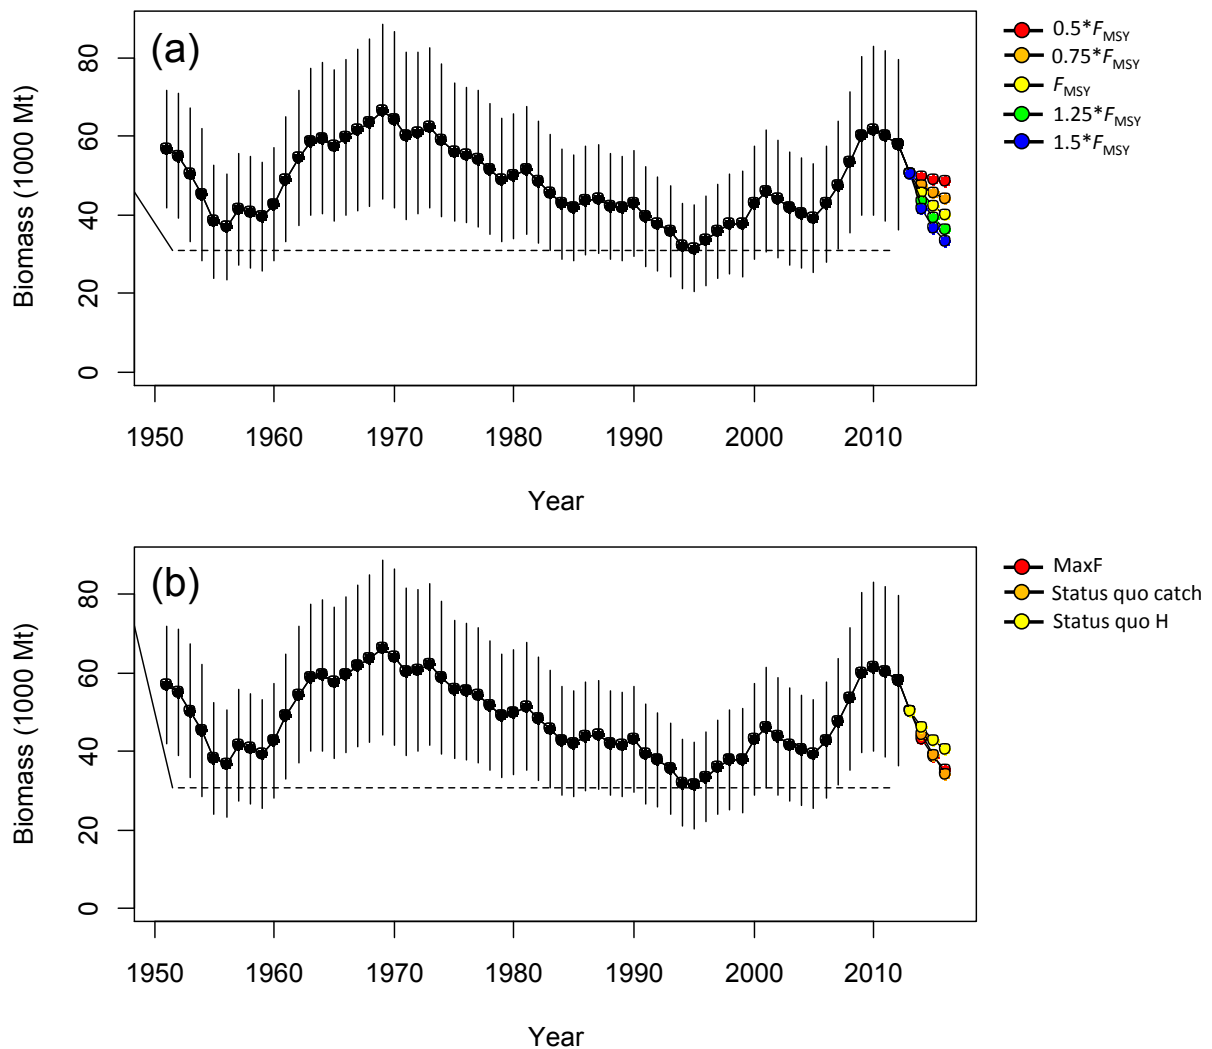 (a)
80
60
40
20
0
Biomass (1000 Mt)
1950 1960 1970 1980 1990 2000 2010
Year
0.5*FMSY
0.75*FMSY
FMSY
1.25*FMSY
1.5*FMSY
(b)
80
60
40
20
0
Biomass (1000 Mt)
1950 1960 1970 1980 1990 2000 2010
Year
MaxF
Status quo catch
Status quo H